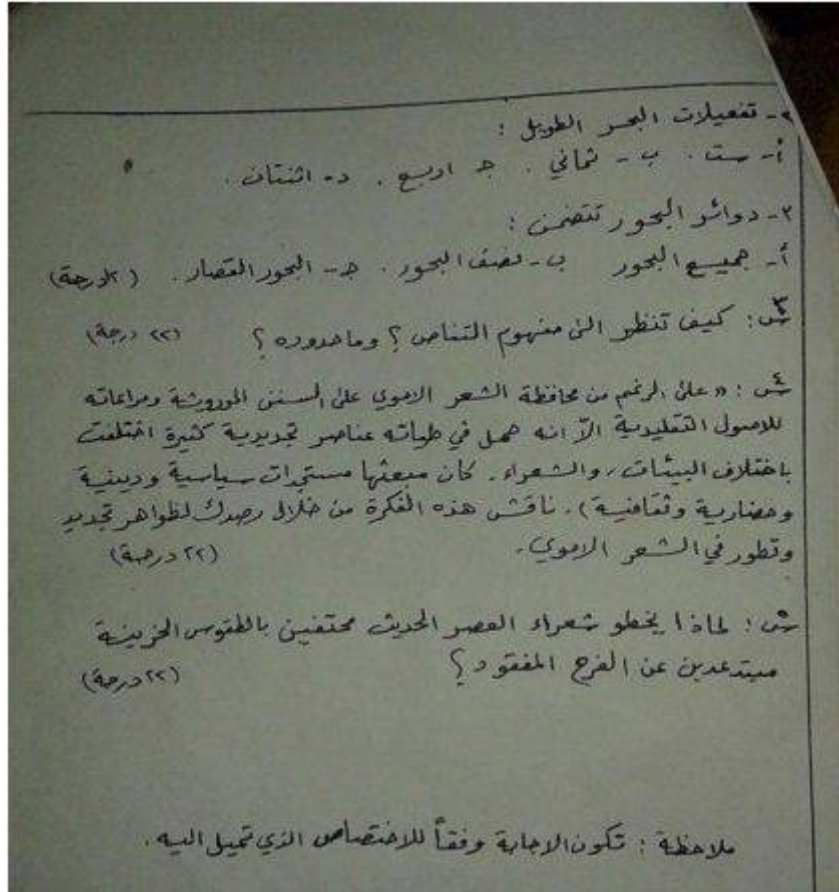 ٢- تفعيلات البحر الطويل :
أ- ست . ب - ثماني . جـ اربع . د- اثنتان .
٣- دوائر البحور تتضمن :
أ- جميع البحور ب- نصف البحور . جـ- البحور القصار . ( درجة)
س٣: كيف تنظر الى مفهوم التناص ؟ وما حدوده ؟ (٢٢ درجة)
س٤ : « على الرغم من محافظة الشعر الاموي على السنن الموروثة ومراعاته
للاصول التقليدية الاّ انه حمل في طياته عناصر تجديدية كثيرة اختلفت
باختلاف البيئات ، والشعراء . كان مبعثها مستجدات سياسية ودينية
وحضارية وثقافية ) . ناقش هذه الفكرة من خلال رصدك لظواهر تجديد
وتطور في الشعر الاموي . (٢٢ درجة)
س٥ : لماذا يخطو شعراء العصر الحديث محتفين بالطقوس الحزينة
مبتدعدين عن الفرح المفقود ؟ (٢٢ درجة)
ملاحظة : تكون الاجابة وفقاً للاختصاص الذي تميل اليه .